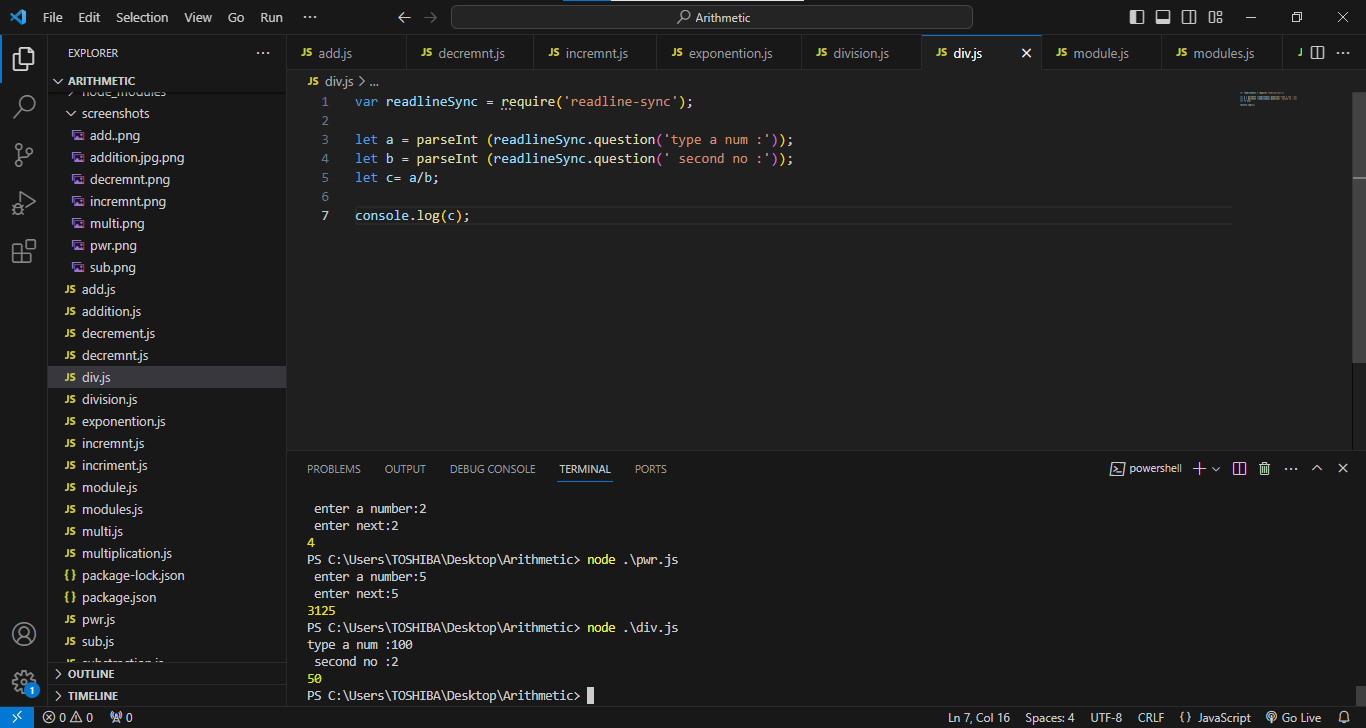 File Edit Selection View Go Run ···
Arithmetic
EXPLORER
ARITHMETIC
node_modules
screenshots
add..png
addition.jpg.png
decremnt.png
incremnt.png
multi.png
pwr.png
sub.png
JS add.js
JS addition.js
JS decrement.js
JS decremnt.js
JS div.js
JS division.js
JS exponention.js
JS incremnt.js
JS incriment.js
JS module.js
JS modules.js
JS multi.js
JS multiplication.js
{} package-lock.json
{} package.json
JS pwr.js
JS sub.js
OUTLINE
TIMELINE
JS add.js JS decremnt.js JS incremnt.js JS exponention.js JS division.js JS div.js JS module.js JS modules.js
JS div.js > ...
1 var readlineSync = require('readline-sync');
2
3 let a = parseInt (readlineSync.question('type a num :'));
4 let b = parseInt (readlineSync.question(' second no :'));
5 let c= a/b;
6
7 console.log(c);
PROBLEMS OUTPUT DEBUG CONSOLE TERMINAL PORTS
powershell
enter a number:2
enter next:2
4
PS C:\Users\TOSHIBA\Desktop\Arithmetic> node .\pwr.js
enter a number:5
enter next:5
3125
PS C:\Users\TOSHIBA\Desktop\Arithmetic> node .\div.js
type a num :100
second no :2
50
PS C:\Users\TOSHIBA\Desktop\Arithmetic>
1
0 0 0 Ln 7, Col 16 Spaces: 4 UTF-8 CRLF {} JavaScript Go Live